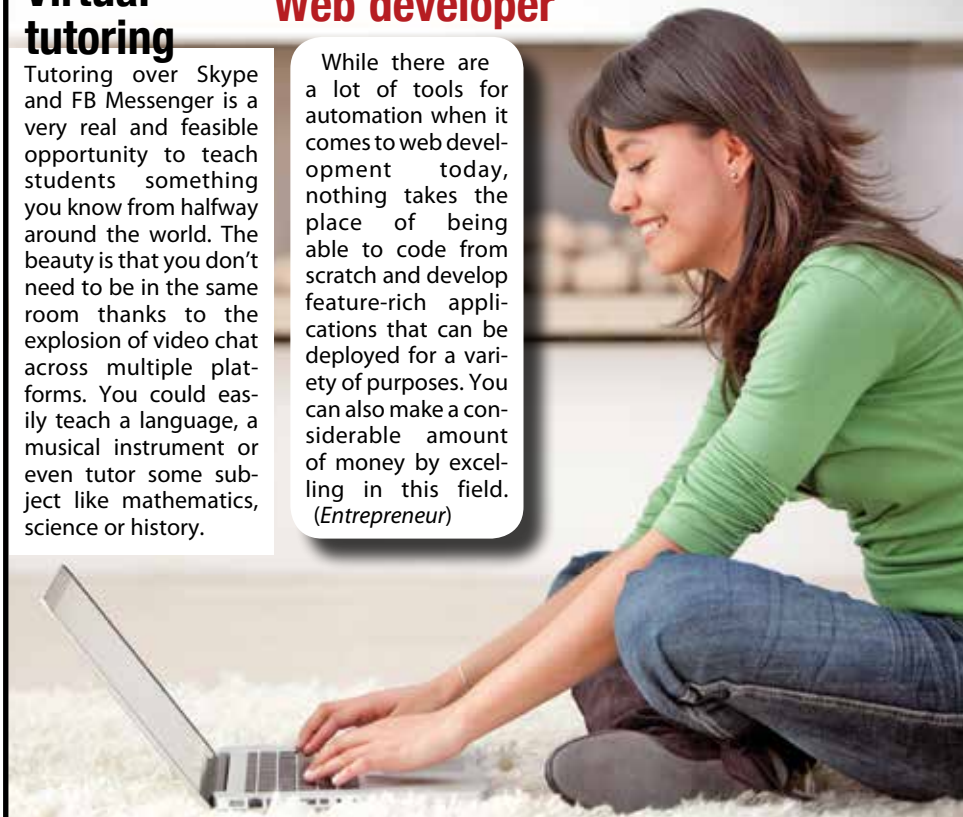 Virtual
tutoring
Tutoring over Skype
and FB Messenger is a
very real and feasible
opportunity to teach
students something
you know from halfway
around the world. The
beauty is that you don't
need to be in the same
room thanks to the
explosion of video chat
across multiple plat-
forms. You could eas-
ily teach a language, a
musical instrument or
even tutor some sub-
ject like mathematics,
science or history.
Web developer
While there are
a lot of tools for
automation when it
comes to web devel-
opment today,
nothing takes the
place of being
able to code from
scratch and develop
feature-rich appli-
cations that can be
deployed for a vari-
ety of purposes. You
can also make a con-
siderable amount
of money by excel-
ling in this field.
(Entrepreneur)